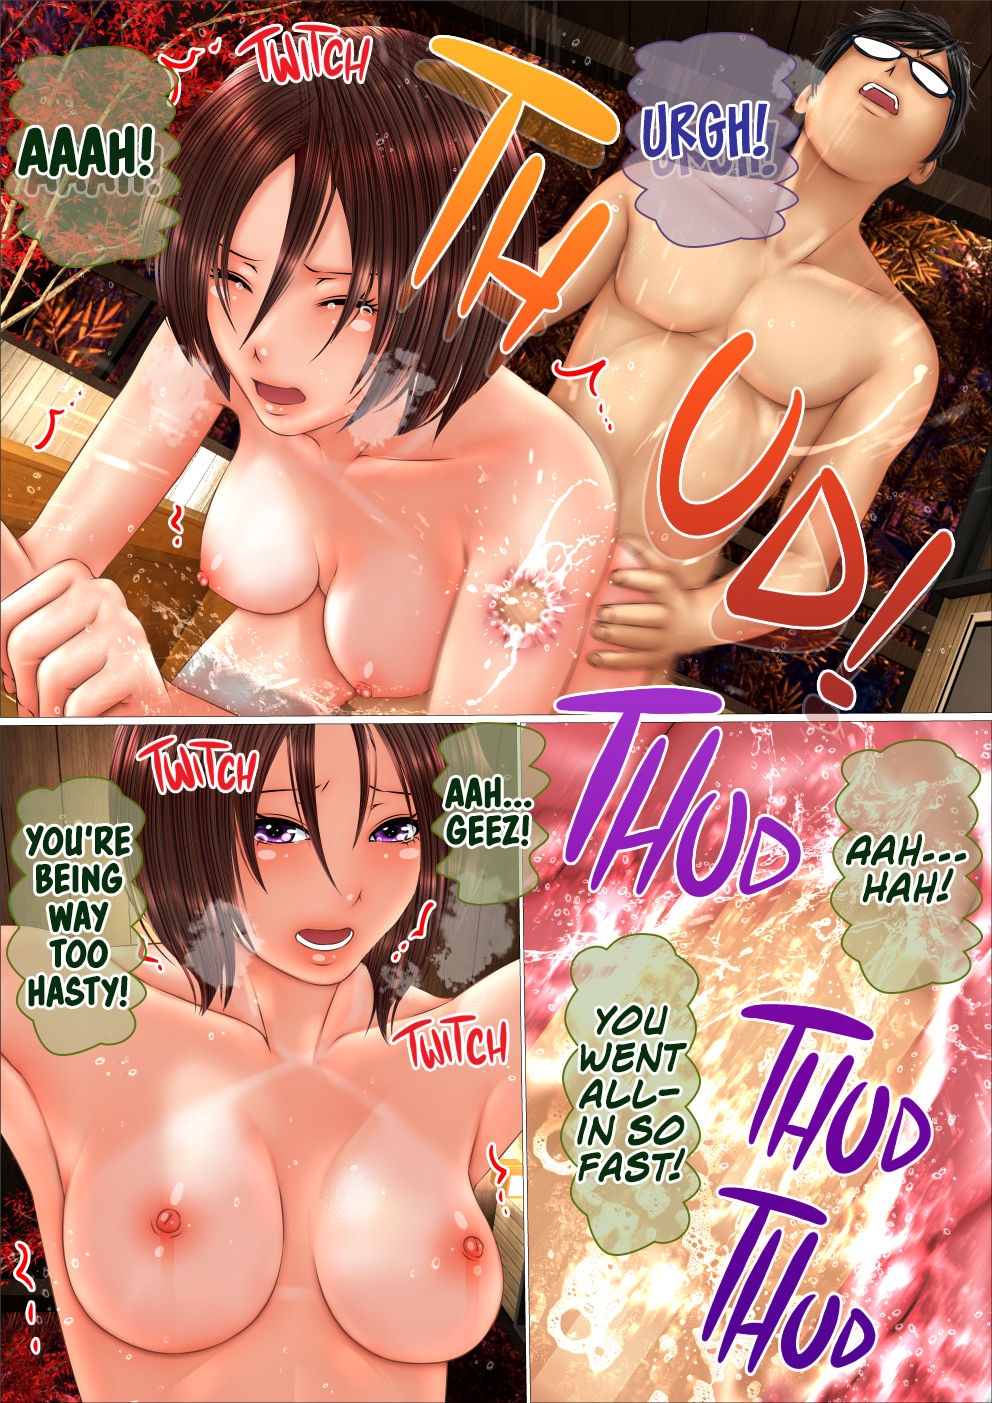 TWITCH
AAAH!
THUD!
URGH!
TWITCH
AAH...
GEEZ!
YOU'RE
BEING
WAY
TOO
HASTY!
TWITCH
THUD
AAH...
HAH!
YOU
WENT
ALL-
IN SO
FAST!
THUD
THUD